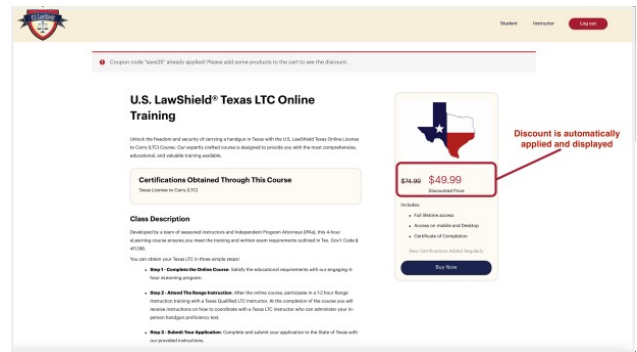 U.S. LawShield
Student
Instructor
Log out
Coupon code "save25" already applied! Please add some products to the cart to see the discount.
U.S. LawShield® Texas LTC Online
Training
Unlock the freedom and security of carrying a handgun in Texas with the U.S. LawShield Texas Online License
to Carry (LTC) Course. Our expertly crafted course is designed to provide you with the most comprehensive,
educational, and valuable training available.
Certifications Obtained Through This Course
Texas License to Carry (LTC)
Class Description
Developed by a team of seasoned instructors and Independent Program Attorneys (IPAs), this 4-hour
eLearning course ensures you meet the training and written exam requirements outlined in Tex. Gov't Code §
411.188.
You can obtain your Texas LTC in three simple steps!
Step 1 - Complete the Online Course: Satisfy the educational requirements with our engaging 4-
hour eLearning program.
Step 2 - Attend The Range Instruction: After the online course, participate in a 1-2 hour Range
Instruction training with a Texas Qualified LTC Instructor. At the completion of the course you will
receive instructions on how to coordinate with a Texas LTC Instructor who can administer your in-
person handgun proficiency test.
Step 3 - Submit Your Application: Complete and submit your application to the State of Texas with
our provided instructions.
$74.99 $49.99
Discounted Price
Includes:
Full lifetime access
Access on mobile and Desktop
Certificate of Completion
New Certifications Added Regularly
Buy Now
Discount is automatically
applied and displayed